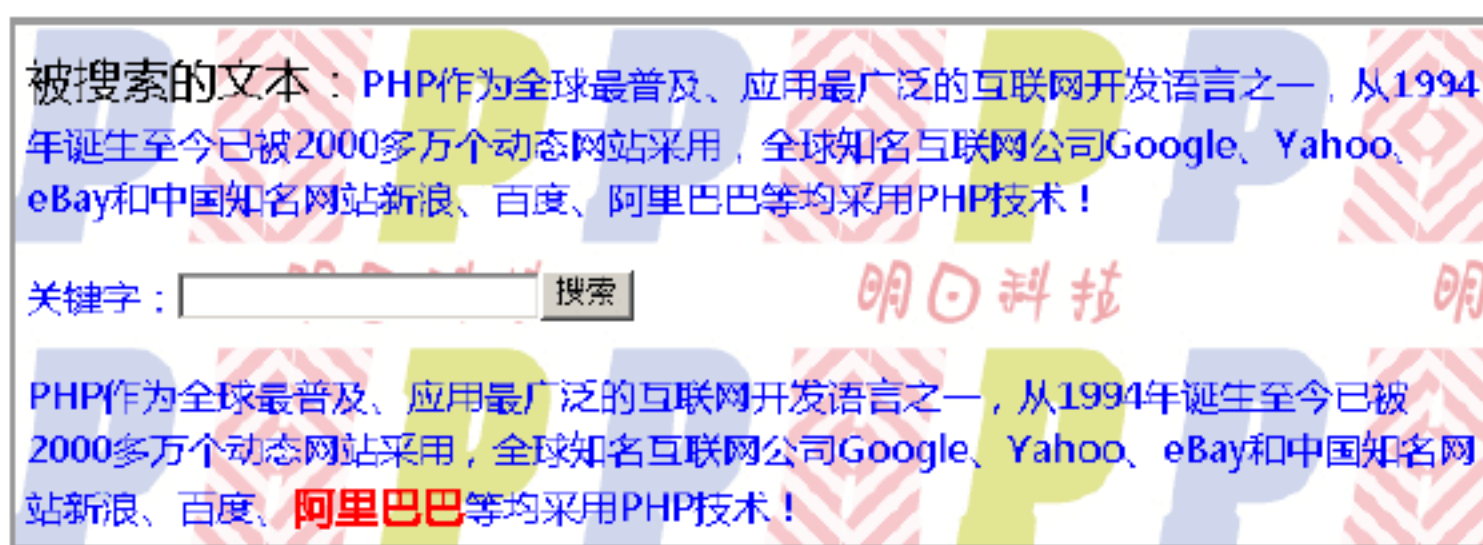 被搜索的文本：PHP作为全球最普及、应用最广泛的互联网开发语言之一，从1994
年诞生至今已被2000多万个动态网站采用，全球知名互联网公司Google、Yahoo、
eBay和中国知名网站新浪、百度、阿里巴巴等均采用PHP技术！
明日科技
关键字：
搜索
明日科技
明
PHP作为全球最普及、应用最广泛的互联网开发语言之一，从1994年诞生至今已被
2000多万个动态网站采用，全球知名互联网公司Google、Yahoo、eBay和中国知名网
站新浪、百度、阿里巴巴等均采用PHP技术！